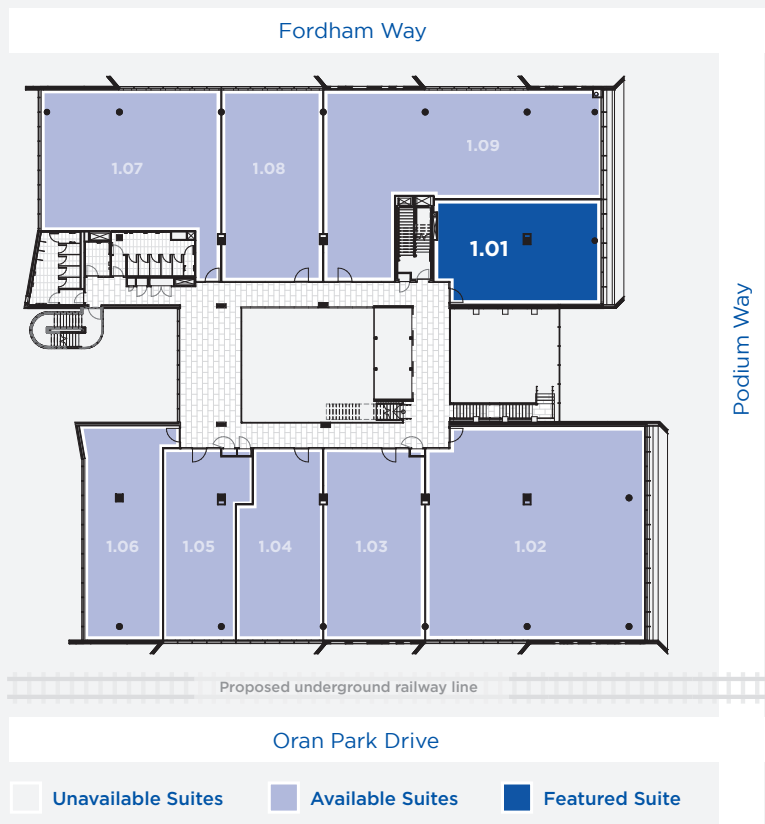 Fordham Way
1.07
1.08
1.09
1.01
Podium Way
1.06
1.05
1.04
1.03
1.02
Proposed underground railway line
Oran Park Drive
Unavailable Suites
Available Suites
Featured Suite